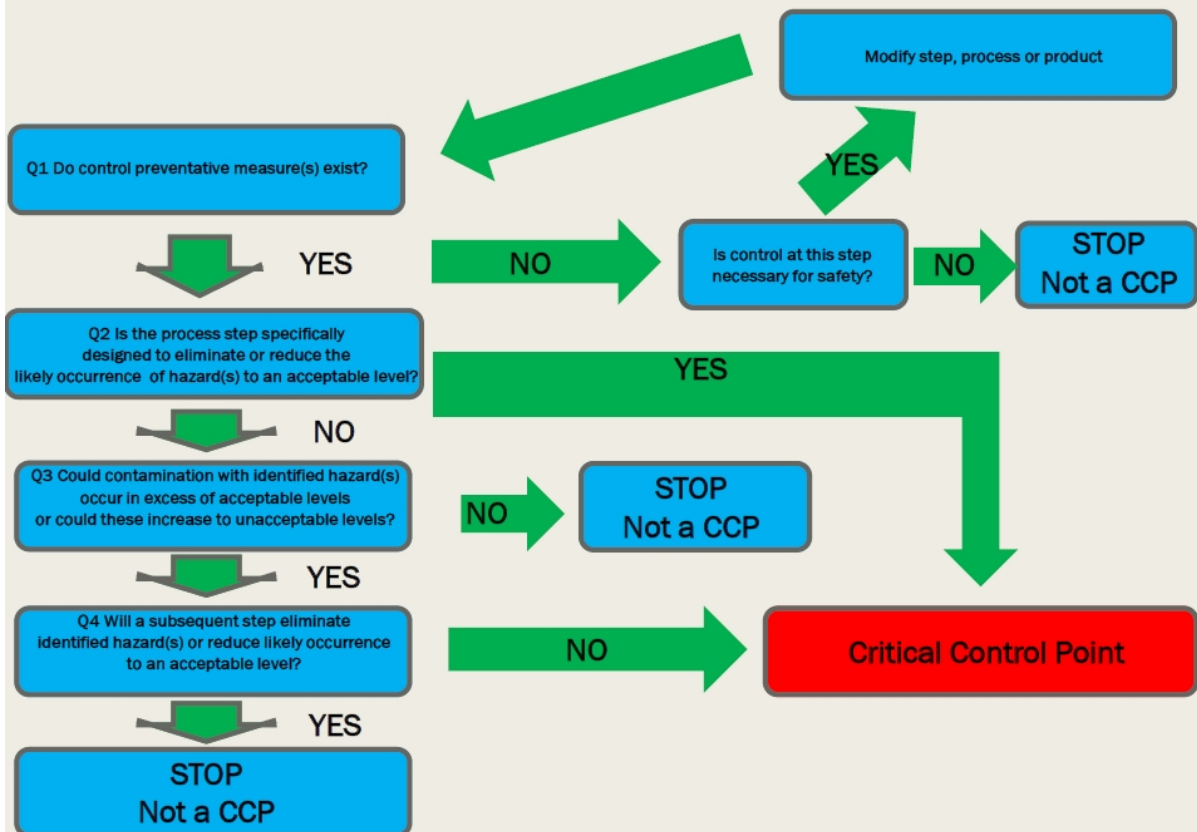 Modify step, process or product
Q1 Do control preventative measure(s) exist?
YES
YES
NO
Is control at this step
necessary for safety?
NO
STOP
Not a CCP
Q2 Is the process step specifically
designed to eliminate or reduce the
likely occurrence of hazard(s) to an acceptable level?
YES
NO
Q3 Could contamination with identified hazard(s)
occur in excess of acceptable levels
or could these increase to unacceptable levels?
NO
STOP
Not a CCP
YES
Q4 Will a subsequent step eliminate
identified hazard(s) or reduce likely occurrence
to an acceptable level?
NO
Critical Control Point
YES
STOP
Not a CCP